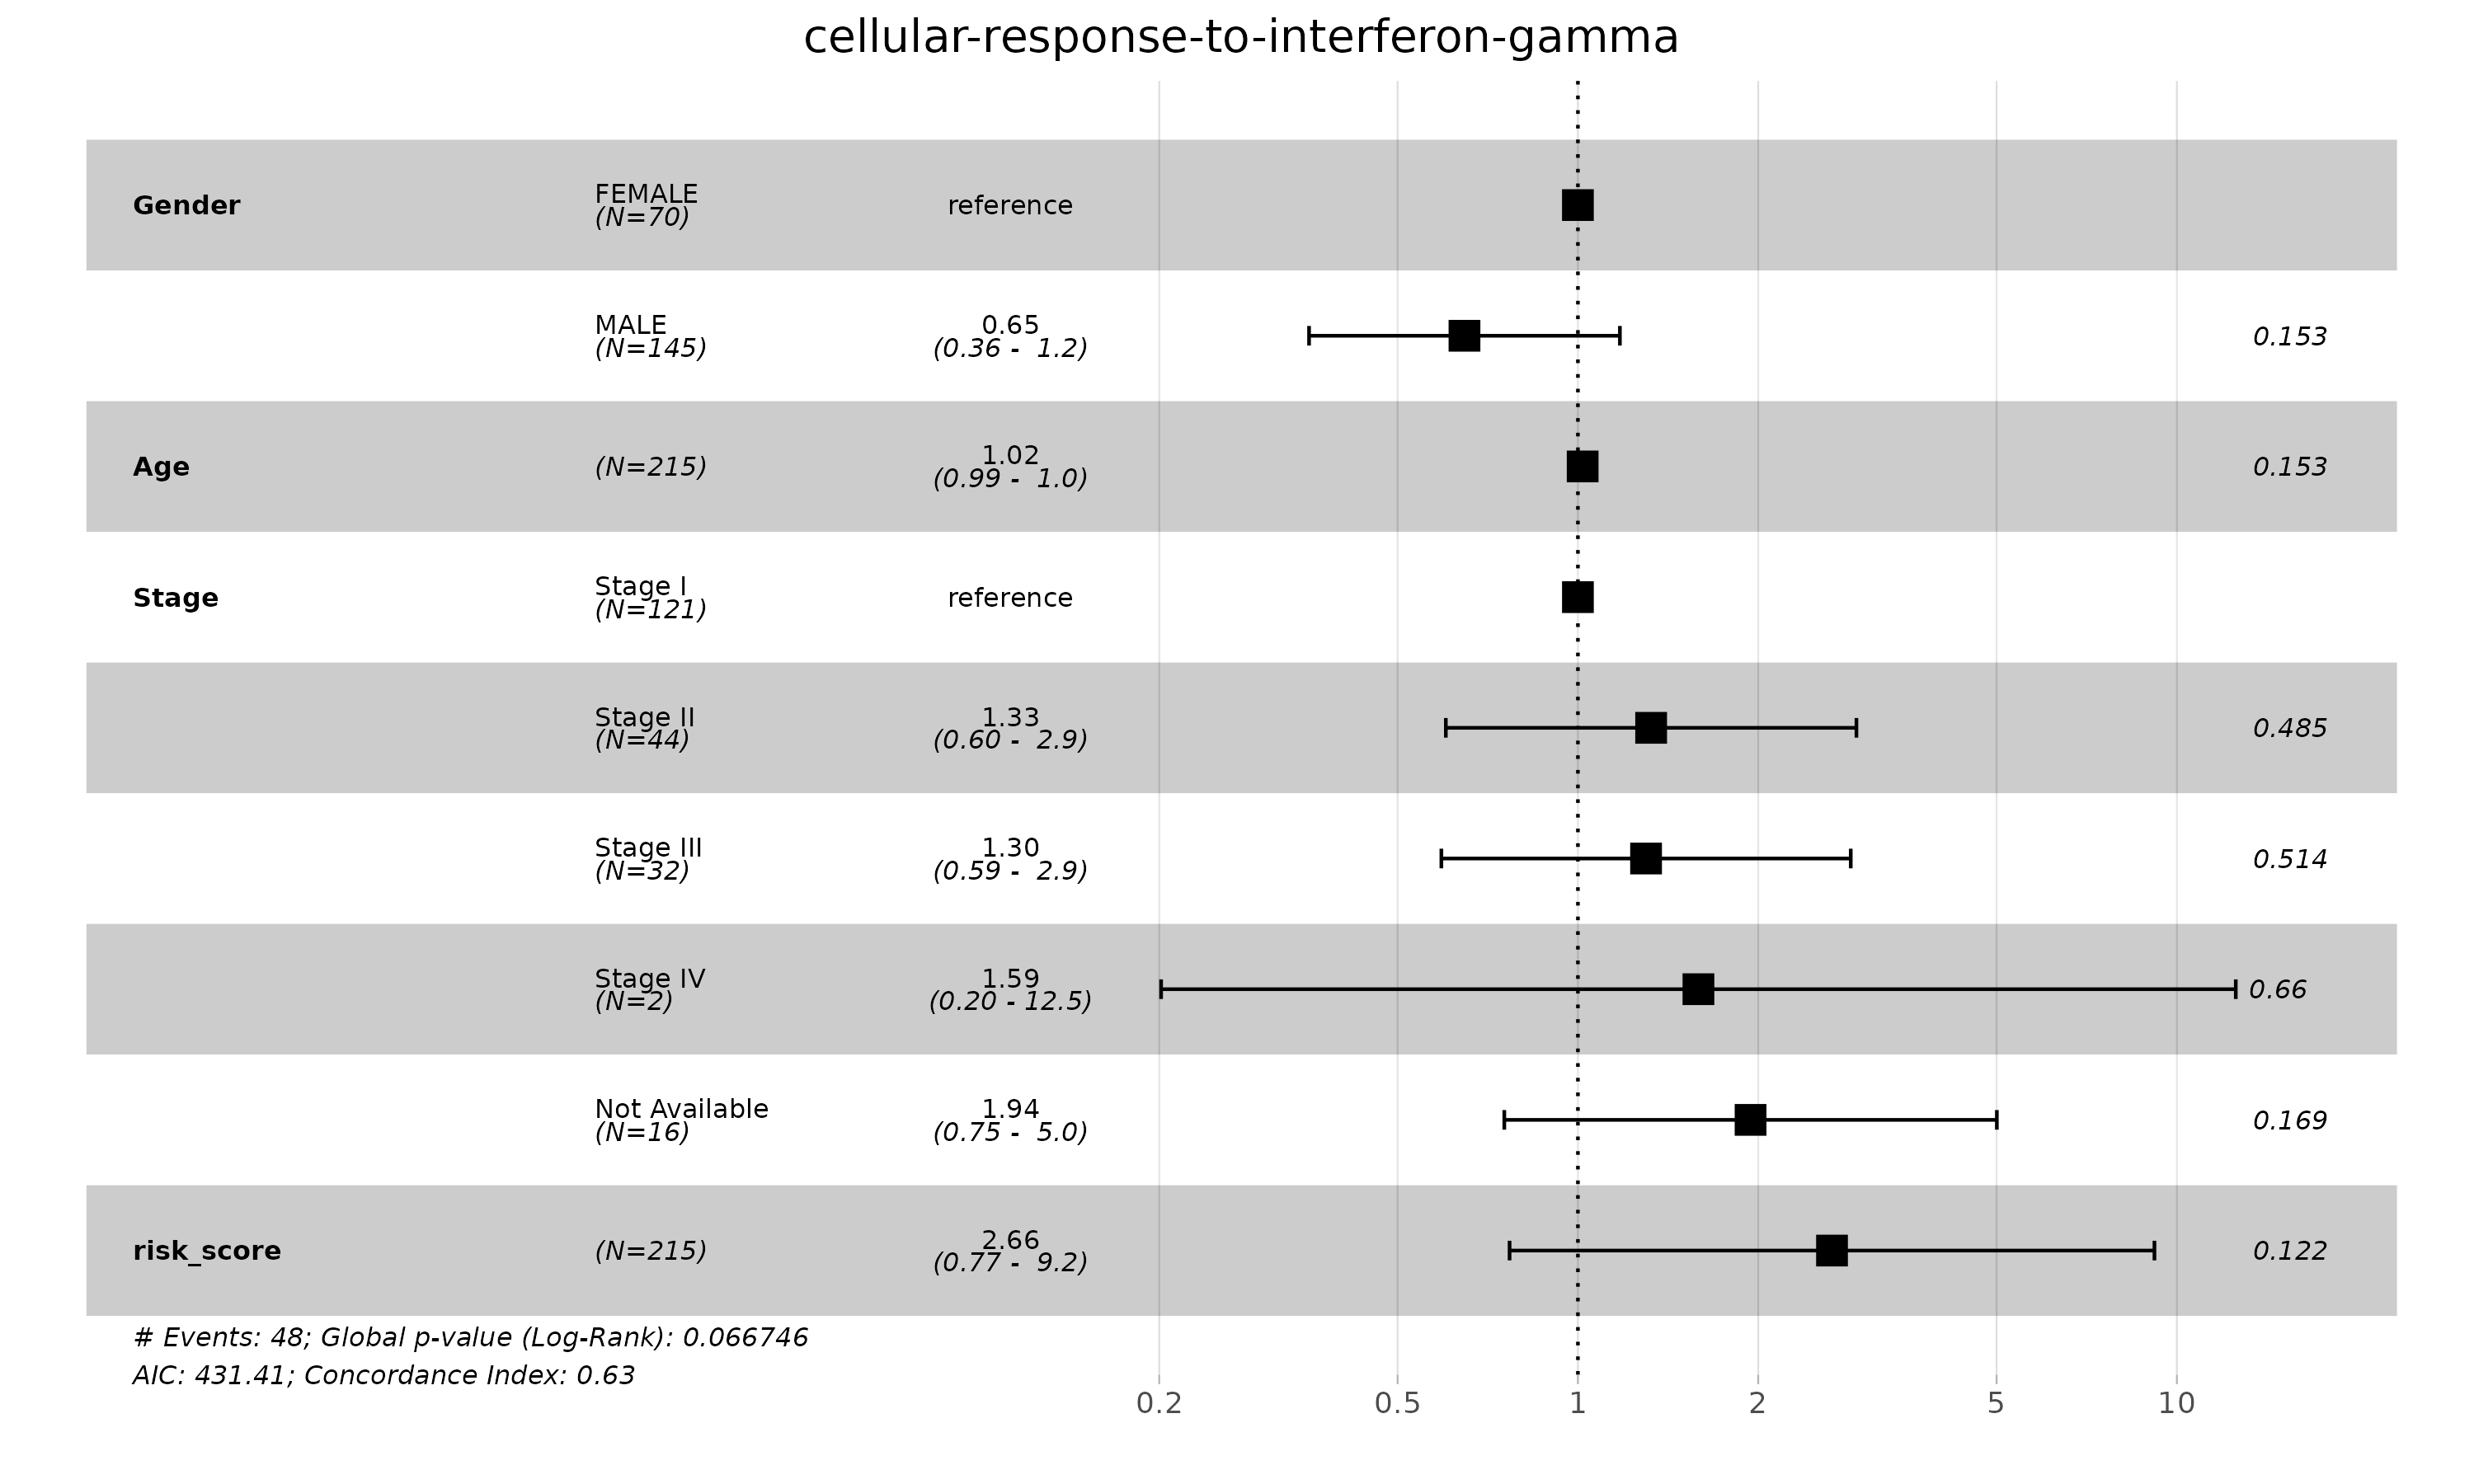 cellular-response-to-interferon-gamma
Gender
FEMALE
(N=70)
reference
MALE
(N=145)
0.65
(0.36 - 1.2)
0.153
Age
(N=215)
1.02
(0.99 - 1.0)
0.153
Stage
Stage I
(N=121)
reference
Stage II
(N=44)
1.33
(0.60 - 2.9)
0.485
Stage III
(N=32)
1.30
(0.59 - 2.9)
0.514
Stage IV
(N=2)
1.59
(0.20 - 12.5)
0.66
Not Available
(N=16)
1.94
(0.75 - 5.0)
0.169
risk_score
(N=215)
2.66
(0.77 - 9.2)
0.122
# Events: 48; Global p-value (Log-Rank): 0.066746
AIC: 431.41; Concordance Index: 0.63
0.2 0.5 1 2 5 10